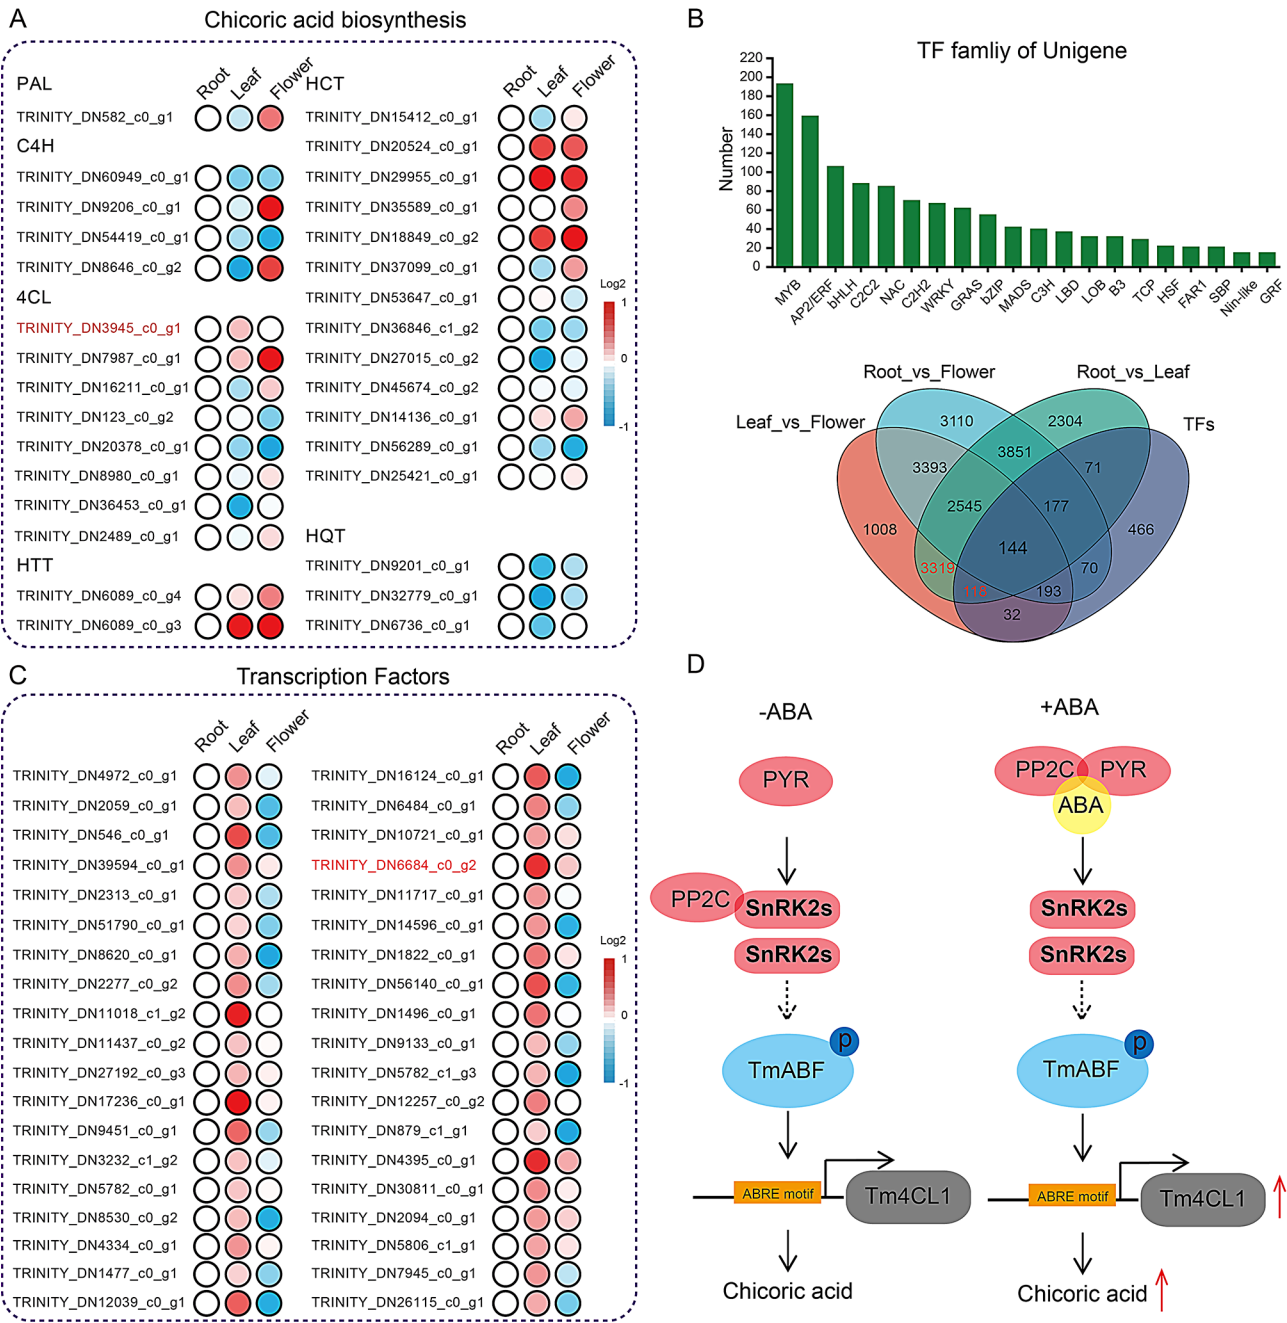 A
Chicoric acid biosynthesis
Root Leaf Flower
PAL
TRINITY_DN582_c0_g1
C4H
TRINITY_DN60949_c0_g1
TRINITY_DN9206_c0_g1
TRINITY_DN54419_c0_g1
TRINITY_DN8646_c0_g2
4CL
TRINITY_DN3945_c0_g1
TRINITY_DN7987_c0_g1
TRINITY_DN16211_c0_g1
TRINITY_DN123_c0_g2
TRINITY_DN20378_c0_g1
TRINITY_DN8980_c0_g1
TRINITY_DN36453_c0_g1
TRINITY_DN2489_c0_g1
HTT
TRINITY_DN6089_c0_g4
TRINITY_DN6089_c0_g3
HCT
Root Leaf Flower
TRINITY_DN15412_c0_g1
TRINITY_DN20524_c0_g1
TRINITY_DN29955_c0_g1
TRINITY_DN35589_c0_g1
TRINITY_DN18849_c0_g2
TRINITY_DN37099_c0_g1
TRINITY_DN53647_c0_g1
TRINITY_DN36846_c1_g2
TRINITY_DN27015_c0_g2
TRINITY_DN45674_c0_g2
TRINITY_DN14136_c0_g1
TRINITY_DN56289_c0_g1
TRINITY_DN25421_c0_g1
HQT
TRINITY_DN9201_c0_g1
TRINITY_DN32779_c0_g1
TRINITY_DN6736_c0_g1
Log2
1
0
-1
B
TF famliy of Unigene
Number
220
200
180
160
140
120
100
80
60
40
20
0
MYB AP2/ERF bHLH C2C2 NAC C2H2 WRKY GRAS bZIP MADS C3H LBD LOB B3 TCP HSF FAR1 SBP Nin-like GRF
Root_vs_Flower Root_vs_Leaf
Leaf_vs_Flower TFs
3110 2304
3851
3393 71
2545 177
1008 466
144
3319 70
116 193
32
C
Transcription Factors
Root Leaf Flower
TRINITY_DN4972_c0_g1
TRINITY_DN2059_c0_g1
TRINITY_DN546_c0_g1
TRINITY_DN39594_c0_g1
TRINITY_DN2313_c0_g1
TRINITY_DN51790_c0_g1
TRINITY_DN8620_c0_g1
TRINITY_DN2277_c0_g2
TRINITY_DN11018_c1_g2
TRINITY_DN11437_c0_g2
TRINITY_DN27192_c0_g3
TRINITY_DN17236_c0_g1
TRINITY_DN9451_c0_g1
TRINITY_DN3232_c1_g2
TRINITY_DN5782_c0_g1
TRINITY_DN8530_c0_g2
TRINITY_DN4334_c0_g1
TRINITY_DN1477_c0_g1
TRINITY_DN12039_c0_g1
Root Leaf Flower
TRINITY_DN16124_c0_g1
TRINITY_DN6484_c0_g1
TRINITY_DN10721_c0_g1
TRINITY_DN6684_c0_g2
TRINITY_DN11717_c0_g1
TRINITY_DN14596_c0_g1
TRINITY_DN1822_c0_g1
TRINITY_DN56140_c0_g1
TRINITY_DN1496_c0_g1
TRINITY_DN9133_c0_g1
TRINITY_DN5782_c1_g3
TRINITY_DN12257_c0_g2
TRINITY_DN879_c1_g1
TRINITY_DN4395_c0_g1
TRINITY_DN30811_c0_g1
TRINITY_DN2094_c0_g1
TRINITY_DN5806_c1_g1
TRINITY_DN7945_c0_g1
TRINITY_DN26115_c0_g1
Log2
1
0
-1
D
-ABA
PYR
PP2C SnRK2s
SnRK2s
p
TmABF
ABRE motif Tm4CL1
Chicoric acid
+ABA
PP2C PYR
ABA
SnRK2s
SnRK2s
p
TmABF
ABRE motif Tm4CL1
Chicoric acid